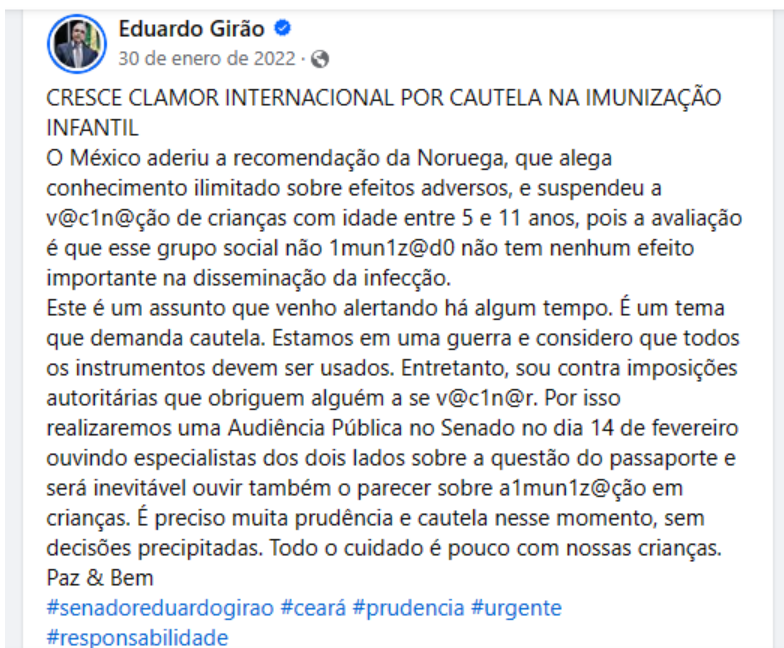 Eduardo Girão
30 de enero de 2022 ·
CRESCE CLAMOR INTERNACIONAL POR CAUTELA NA IMUNIZAÇÃO
INFANTIL
O México aderiu a recomendação da Noruega, que alega
conhecimento ilimitado sobre efeitos adversos, e suspendeu a
v@c1n@ção de crianças com idade entre 5 e 11 anos, pois a avaliação
é que esse grupo social não 1mun1z@d0 não tem nenhum efeito
importante na disseminação da infecção.
Este é um assunto que venho alertando há algum tempo. É um tema
que demanda cautela. Estamos em uma guerra e considero que todos
os instrumentos devem ser usados. Entretanto, sou contra imposições
autoritárias que obriguem alguém a se v@c1n@r. Por isso
realizaremos uma Audiência Pública no Senado no dia 14 de fevereiro
ouvindo especialistas dos dois lados sobre a questão do passaporte e
será inevitável ouvir também o parecer sobre a1mun1z@ção em
crianças. É preciso muita prudência e cautela nesse momento, sem
decisões precipitadas. Todo o cuidado é pouco com nossas crianças.
Paz & Bem
#senadoreduardogirao #ceará #prudencia #urgente
#responsabilidade